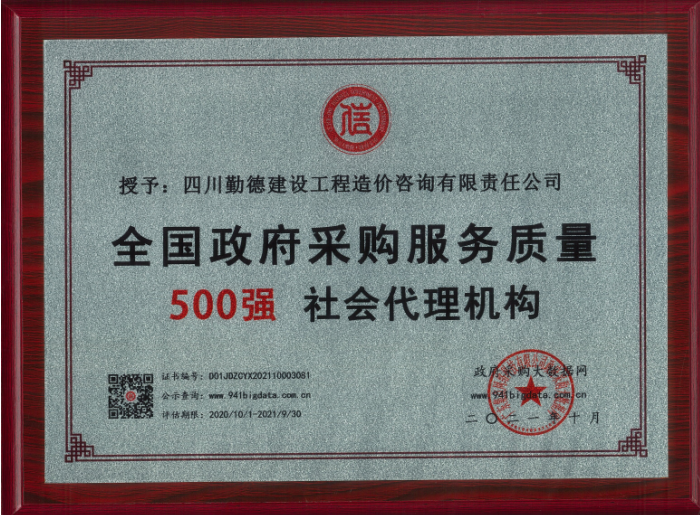 信
授予：四川勤德建设工程造价咨询有限责任公司
全国政府采购服务质量
500强 社会代理机构
证书编号：001JDZCYX202110003081
公示查询：www.941bigdata.com.cn
评估期限：2020/10/1-2021/9/30
政府采购大数据网
www.941bigdata.com.cn
二〇二一年十月